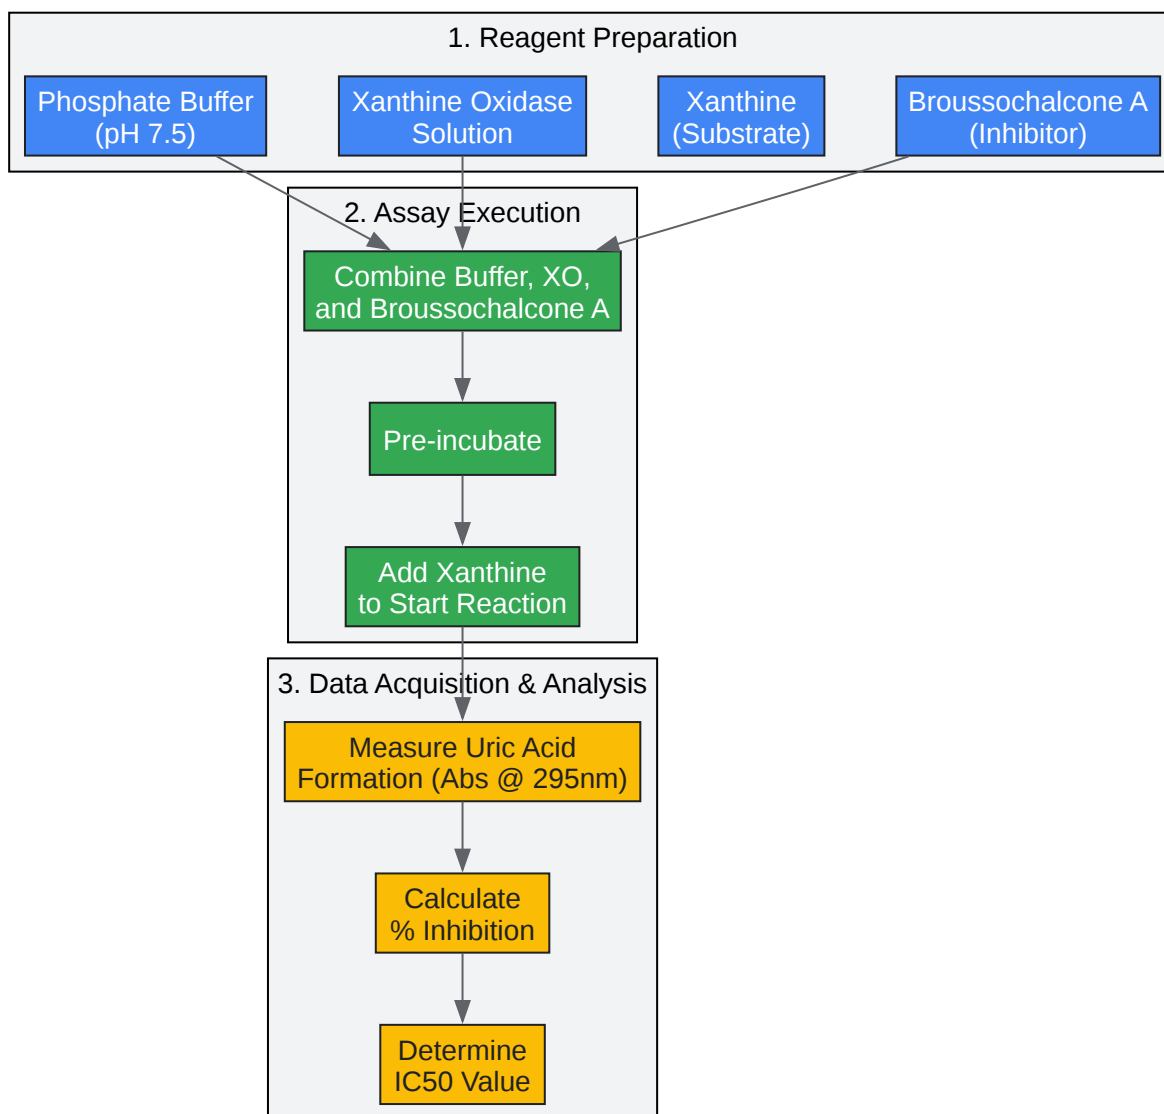 1. Reagent Preparation
Phosphate Buffer
(pH 7.5)
Xanthine Oxidase
Solution
Xanthine
(Substrate)
Broussochalcone A
(Inhibitor)
2. Assay Execution
Combine Buffer, XO,
and Broussochalcone A
Pre-incubate
Add Xanthine
to Start Reaction
3. Data Acquisition & Analysis
Measure Uric Acid
Formation (Abs @ 295nm)
Calculate
% Inhibition
Determine
IC50 Value